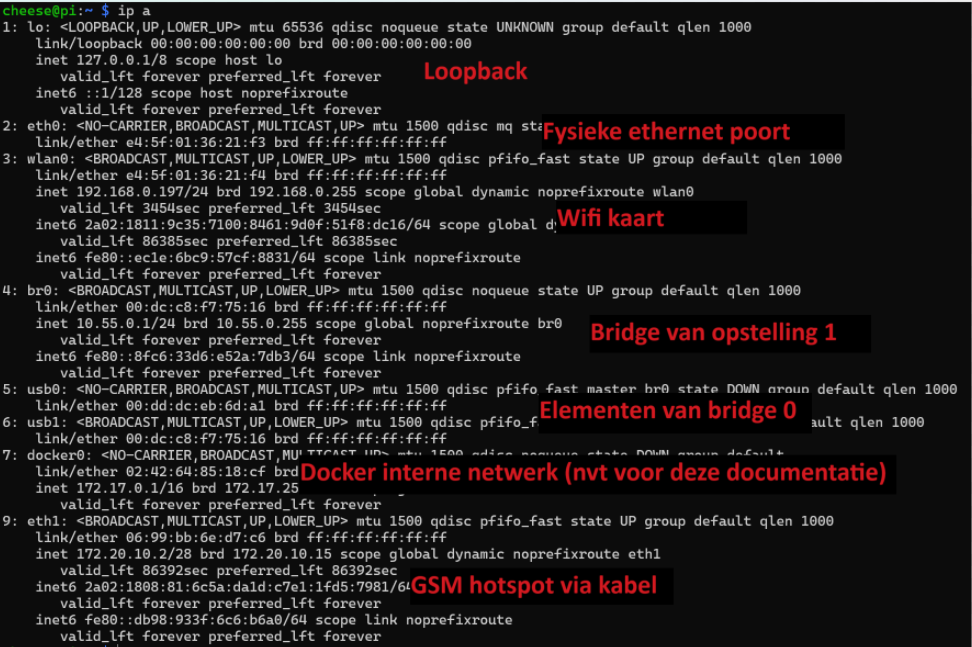 cheese@pi:~ $ ip a
1: lo: <LOOPBACK,UP,LOWER_UP> mtu 65536 qdisc noqueue state UNKNOWN group default qlen 1000
link/loopback 00:00:00:00:00:00 brd 00:00:00:00:00:00
inet 127.0.0.1/8 scope host lo
valid_lft forever preferred_lft forever
Loopback
inet6 ::1/128 scope host noprefixroute
valid_lft forever preferred_lft forever
2: eth0: <NO-CARRIER,BROADCAST,MULTICAST,UP> mtu 1500 qdisc mq
Fysieke ethernet poort
link/ether e4:5f:01:36:21:f3 brd ff:ff:ff:ff:ff:ff
3: wlan0: <BROADCAST,MULTICAST,UP,LOWER_UP> mtu 1500 qdisc pfifo_fast state UP group default qlen 1000
link/ether e4:5f:01:36:21:f4 brd ff:ff:ff:ff:ff:ff
inet 192.168.0.197/24 brd 192.168.0.255 scope global dynamic noprefixroute wlan0
valid_lft 3454sec preferred_lft 3454sec
Wifi kaart
inet6 2a02:1811:9c35:7100:8461:9d0f:51f8:dc16/64 scope global
valid_lft 86385sec preferred_lft 86385sec
inet6 fe80::ec1e:6bc9:57cf:8831/64 scope link noprefixroute
valid_lft forever preferred_lft forever
4: br0: <BROADCAST,MULTICAST,UP,LOWER_UP> mtu 1500 qdisc noqueue state UP group default qlen 1000
link/ether 00:dc:c8:f7:75:16 brd ff:ff:ff:ff:ff:ff
inet 10.55.0.1/24 brd 10.55.0.255 scope global noprefixroute br0
Bridge van opstelling 1
valid_lft forever preferred_lft forever
inet6 fe80::8fc6:33d6:e52a:7db3/64 scope link noprefixroute
valid_lft forever preferred_lft forever
5: usb0: <NO-CARRIER,BROADCAST,MULTICAST,UP> mtu 1500 qdisc pfifo_fast master br0 state DOWN group default qlen 1000
link/ether 00:dd:dc:eb:6d:a1 brd ff:ff:ff:ff:ff:ff
Elementen van bridge 0
6: usb1: <BROADCAST,MULTICAST,UP,LOWER_UP> mtu 1500 qdisc qlen 1000
link/ether 00:dc:c8:f7:75:16 brd ff:ff:ff:ff:ff:ff
7: docker0: <NO-CARRIER,BROADCAST,MULTICAST,UP> mtu 1500 qdisc noqueue state DOWN group default
link/ether 02:42:64:85:18:cf brd
Docker interne netwerk (nvt voor deze documentatie)
inet 172.17.0.1/16 brd
valid_lft forever preferred_lft forever
9: eth1: <BROADCAST,MULTICAST,UP,LOWER_UP> mtu 1500 qdisc pfifo_fast state UP group default qlen 1000
link/ether 06:99:bb:6e:d7:c6 brd ff:ff:ff:ff:ff:ff
inet 172.20.10.2/28 brd 172.20.10.15 scope global dynamic noprefixroute eth1
valid_lft 86392sec preferred_lft 86392sec
inet6 2a02:1808:81:6c5a:da1d:c7e1:1fd5:7981/64
GSM hotspot via kabel
valid_lft forever preferred_lft forever
inet6 fe80::db98:933f:6c6:b6a0/64 scope link noprefixroute
valid_lft forever preferred_lft forever